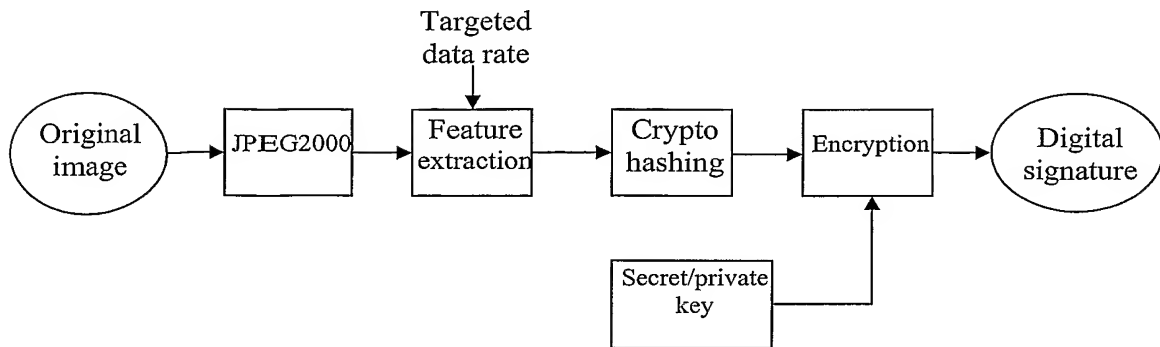 Targeted
data rate
Original
image
JPEG2000
Feature
extraction
Crypto
hashing
Encryption
Digital
signature
Secret/private
key